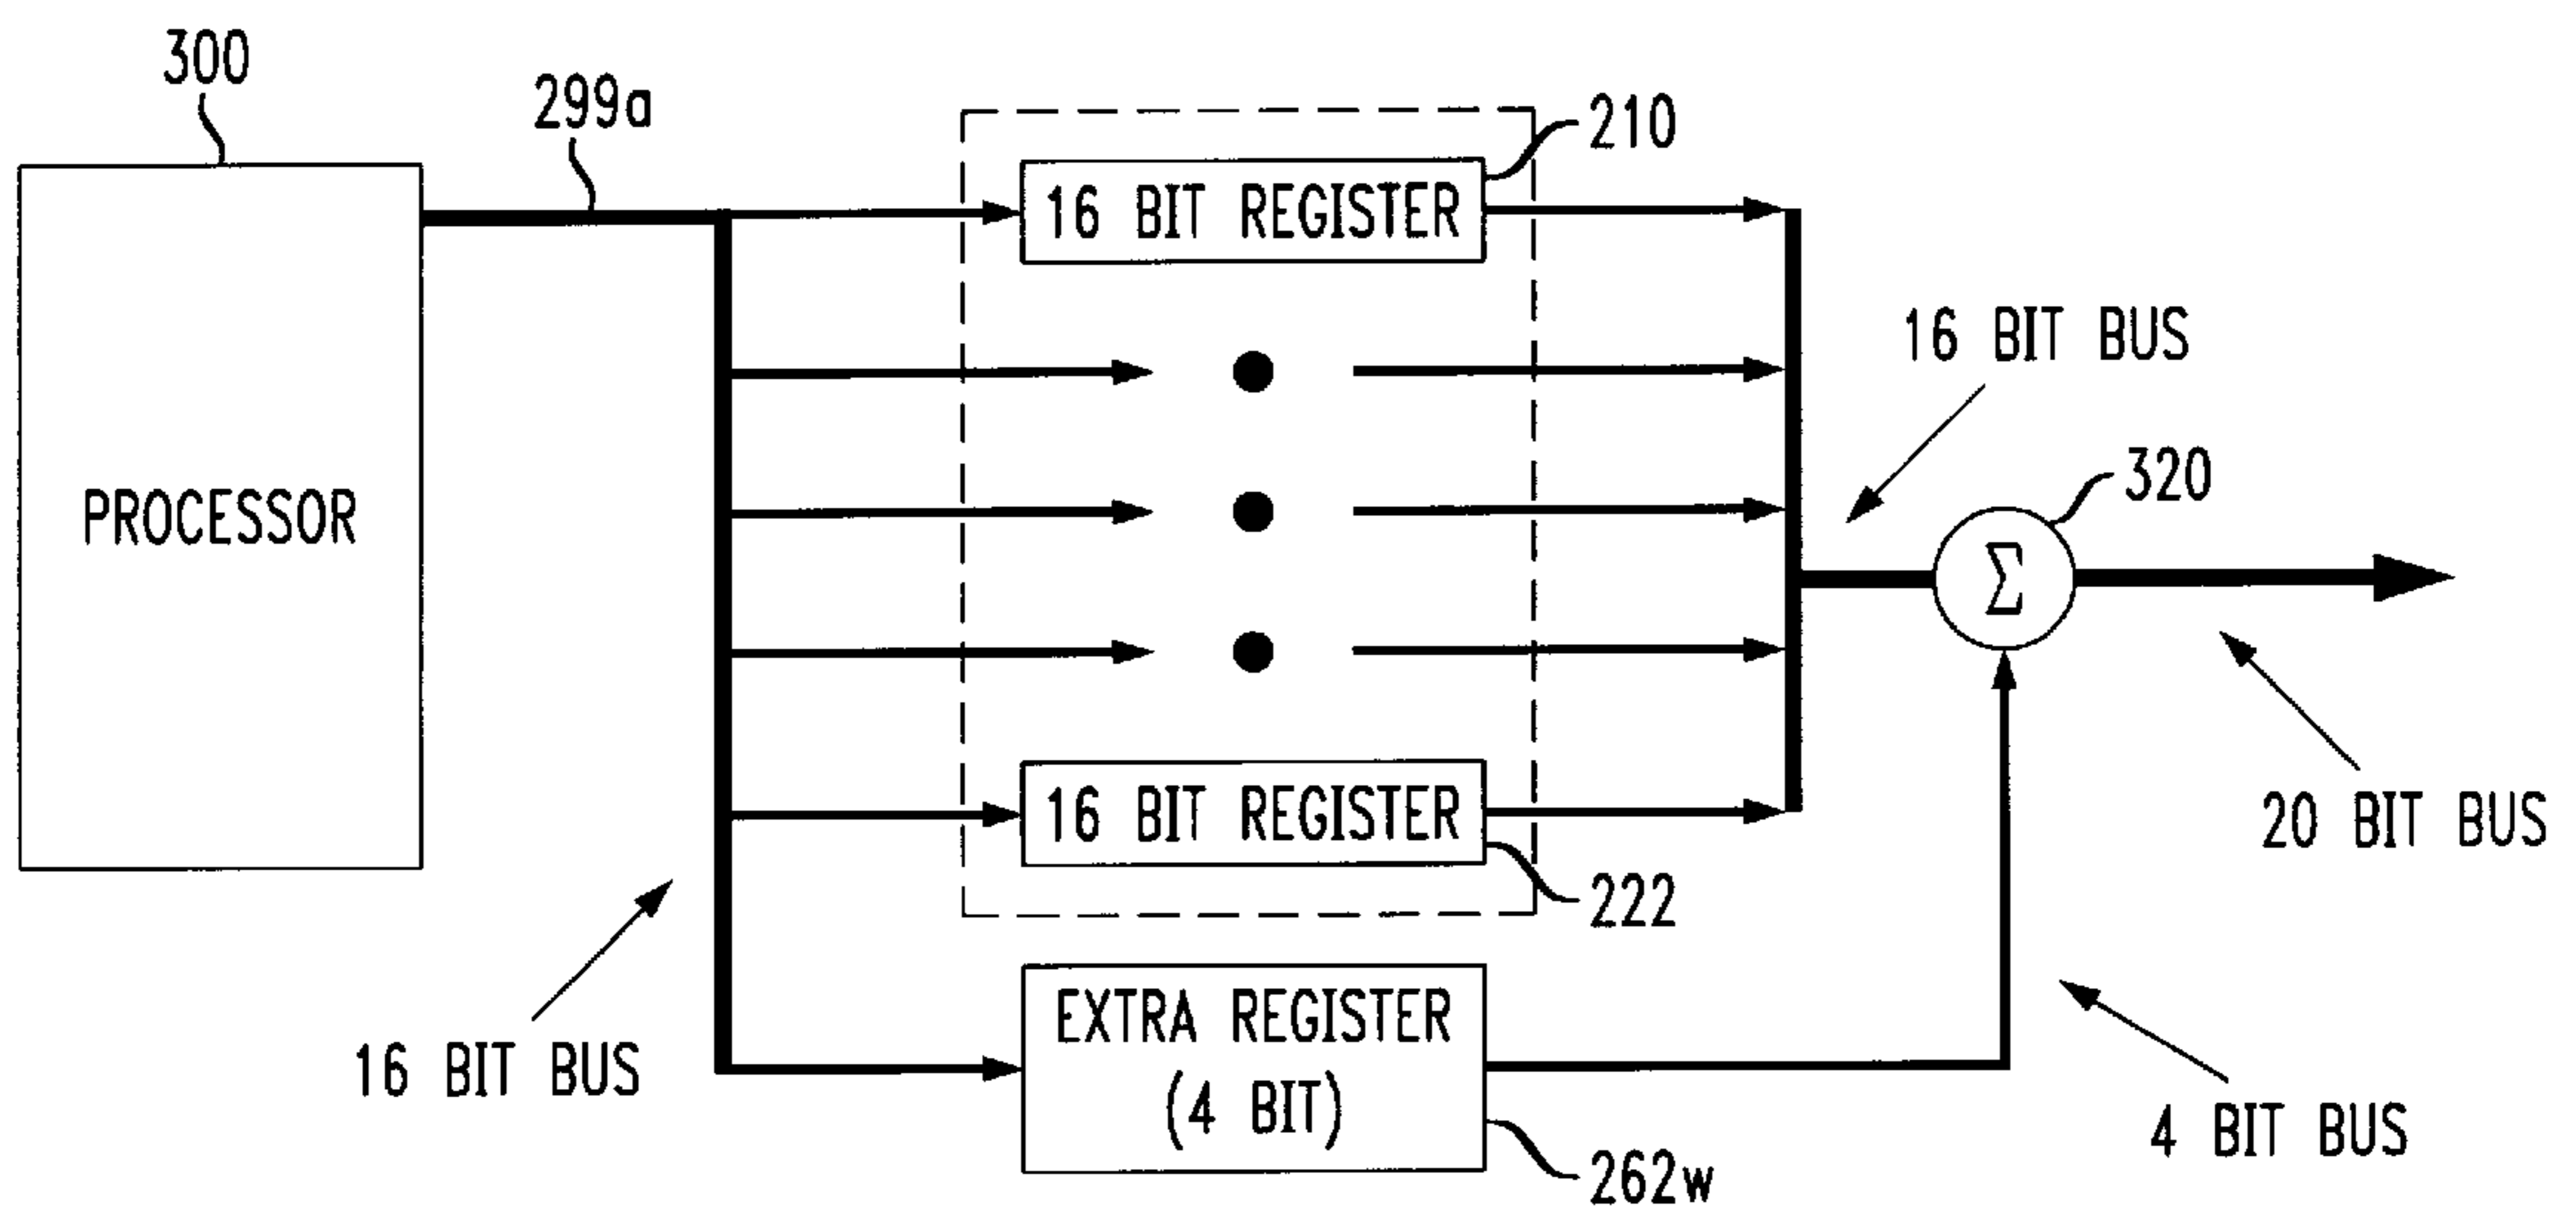 300
299a
210
16 BIT REGISTER
16 BIT BUS
320
PROCESSOR
Σ
16 BIT REGISTER
20 BIT BUS
222
EXTRA REGISTER
(4 BIT)
16 BIT BUS
4 BIT BUS
262w